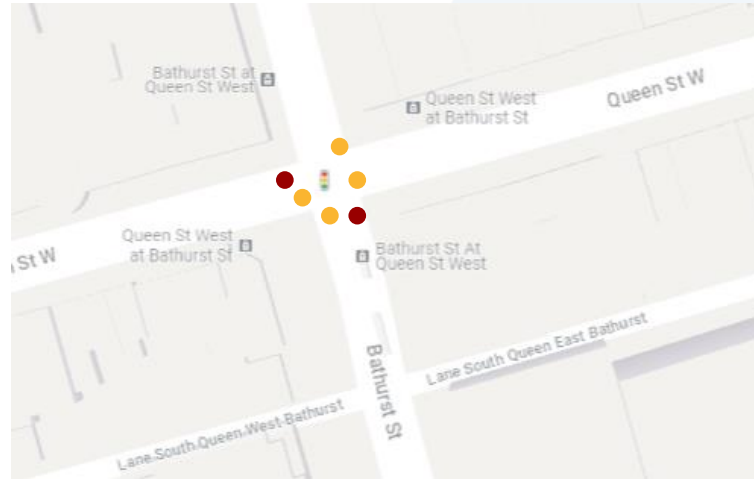 Bathurst St at
Queen St West
Queen St West
at Bathurst St
Queen St W
Queen St West
at Bathurst St
St W
Bathurst St At
Queen St West
Bathurst St
Lane South Queen East Bathurst
Lane South Queen West Bathurst